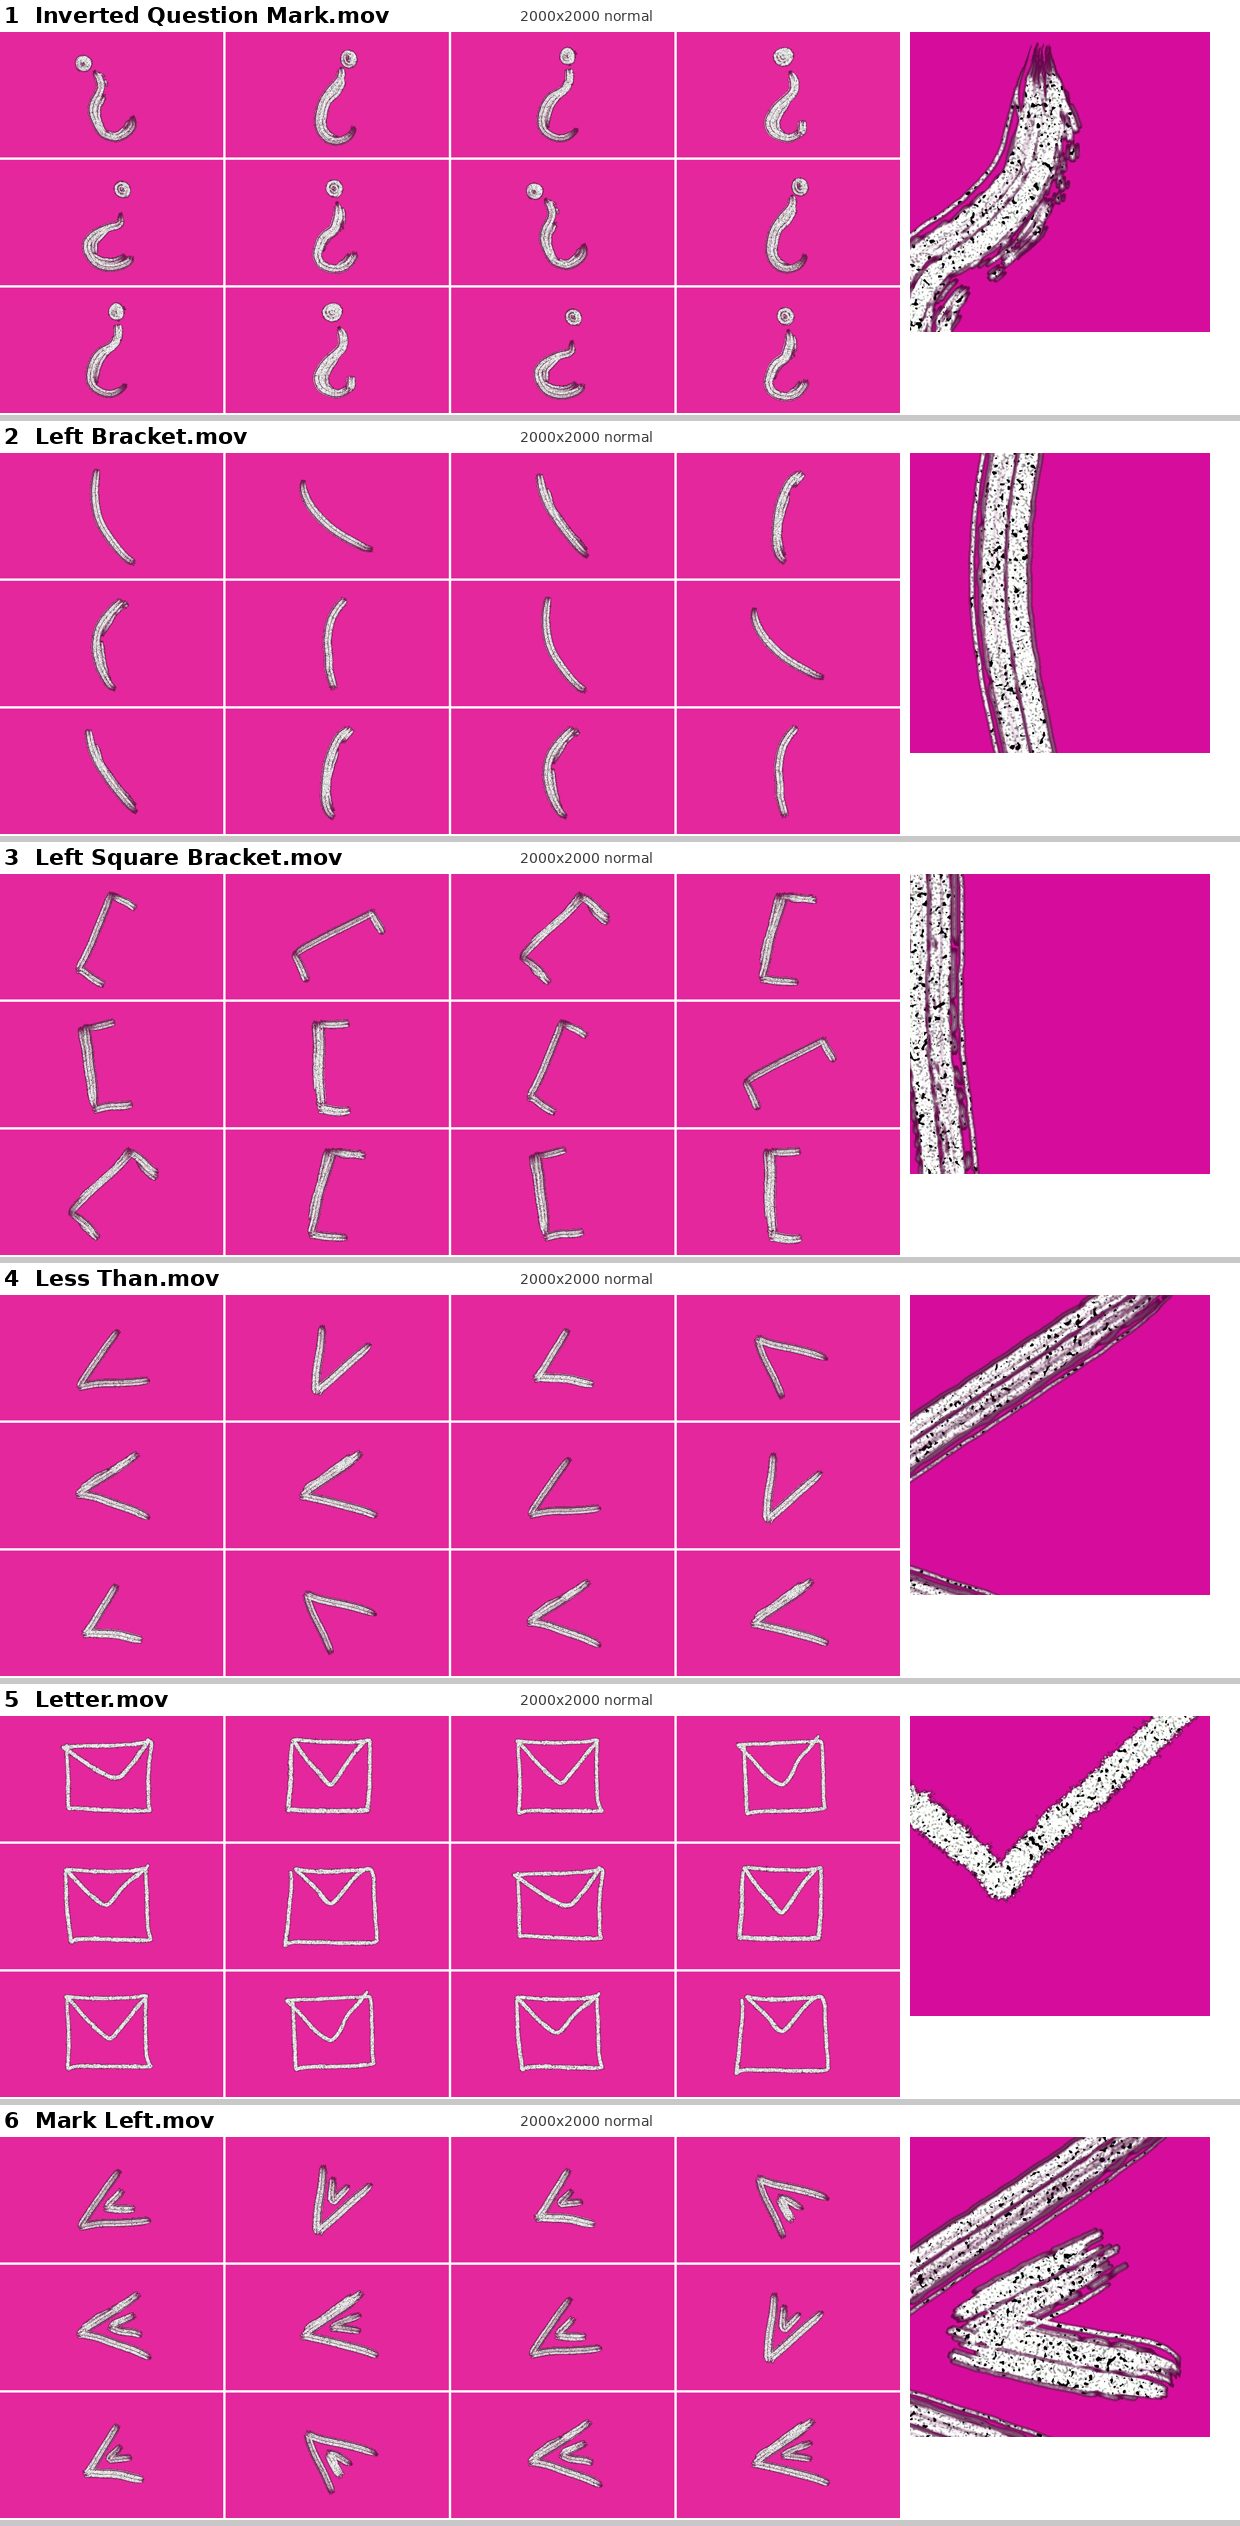 1 Inverted Question Mark.mov 2000x2000 normal
2 Left Bracket.mov 2000x2000 normal
3 Left Square Bracket.mov 2000x2000 normal
4 Less Than.mov 2000x2000 normal
5 Letter.mov 2000x2000 normal
6 Mark Left.mov 2000x2000 normal